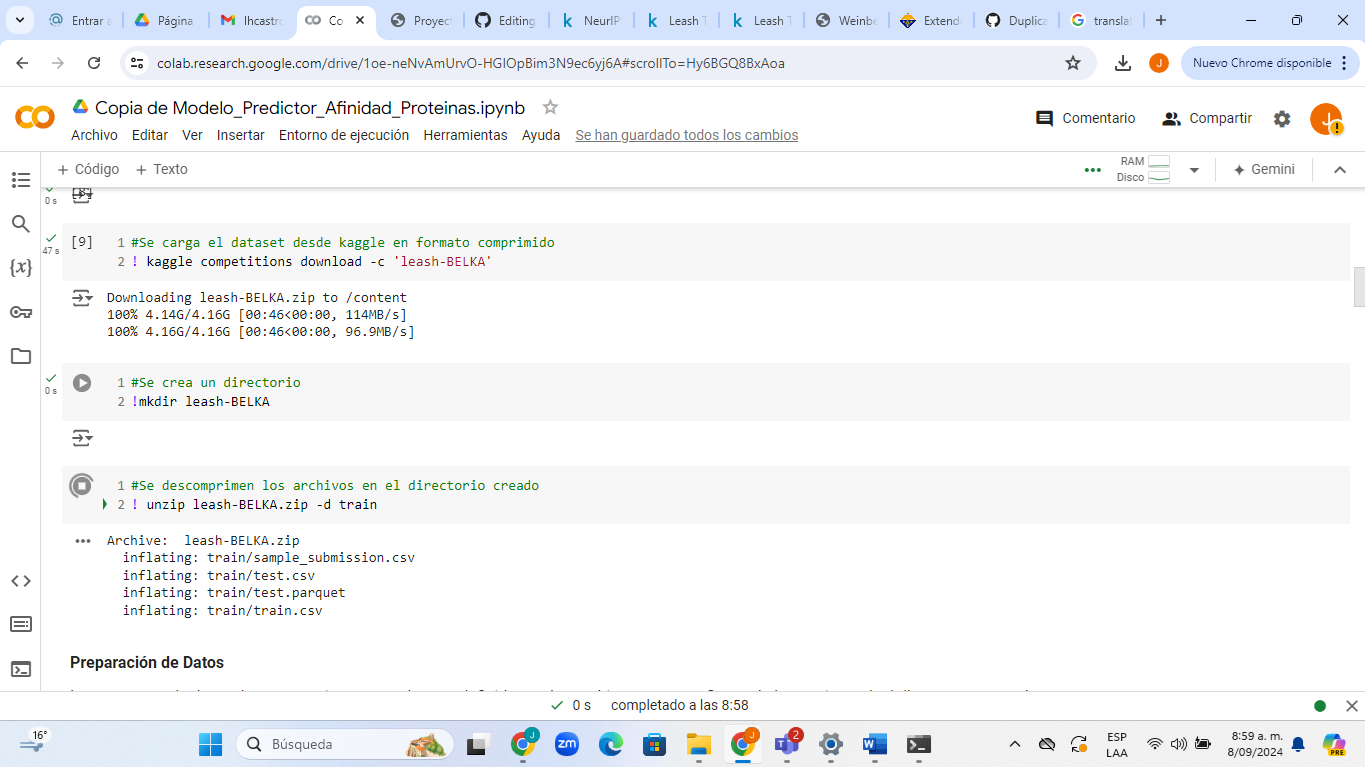 Entrar a
Página
lhcastro
Co
Proyect
Editing
NeurIP
Leash T
Leash T
Weinbe
Extende
Duplica
translat
colab.research.google.com/drive/1oe-neNvAmUrvO-HGIOpBim3N9ec6yj6A#scrollTo=Hy6BGQ8BxAoa
J
Nuevo Chrome disponible
CO
Copia de Modelo_Predictor_Afinidad_Proteinas.ipynb
Comentario
Compartir
J
Archivo Editar Ver Insertar Entorno de ejecución Herramientas Ayuda Se han guardado todos los cambios
+ Código + Texto
RAM
Disco
Gemini
0 s
[9]
47 s
1 #Se carga el dataset desde kaggle en formato comprimido
2 ! kaggle competitions download -c 'leash-BELKA'
Downloading leash-BELKA.zip to /content
100% 4.14G/4.16G [00:46<00:00, 114MB/s]
100% 4.16G/4.16G [00:46<00:00, 96.9MB/s]
0 s
1 #Se crea un directorio
2 !mkdir leash-BELKA
1 #Se descomprimen los archivos en el directorio creado
2 ! unzip leash-BELKA.zip -d train
Archive:  leash-BELKA.zip
inflating: train/sample_submission.csv
inflating: train/test.csv
inflating: train/test.parquet
inflating: train/train.csv
Preparación de Datos
0 s completado a las 8:58
16°
Búsqueda
J
zm
J
2
W
ESP
LAA
8:59 a. m.
8/09/2024
PRE